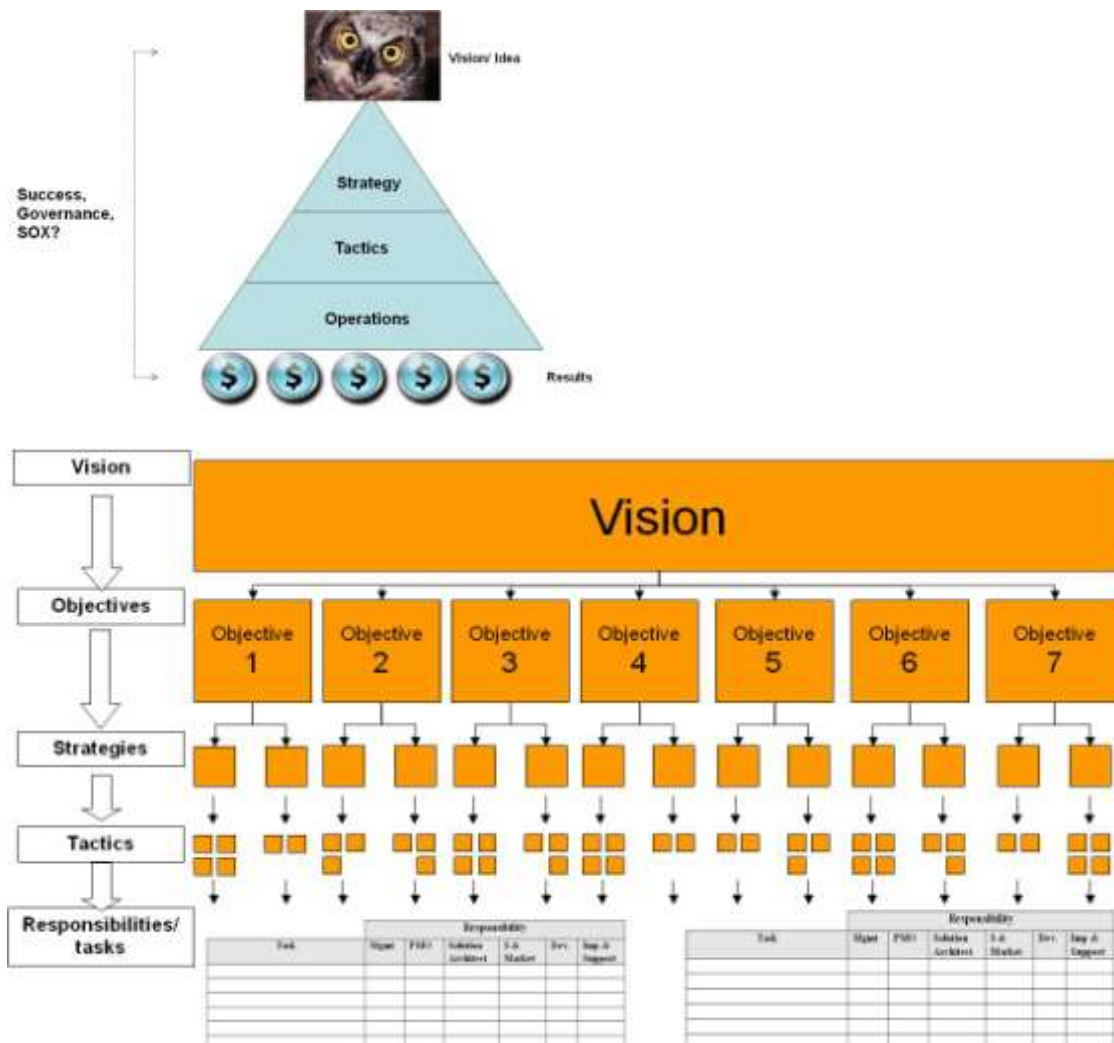 Vision/ Idea
Success,
Governance,
SOX?
Strategy
Tactics
Operations
$ $ $ $ $
Results
Vision
Vision
Objectives
Objective
1
Objective
2
Objective
3
Objective
4
Objective
5
Objective
6
Objective
7
Strategies
Tactics
Responsibilities/
tasks
Responsibility
Task
Mgmt
PMO
Solution
Architect
S &
Market
Dev.
Imp &
Support
Responsibility
Task
Mgmt
PMO
Solution
Architect
S &
Market
Dev.
Imp &
Support